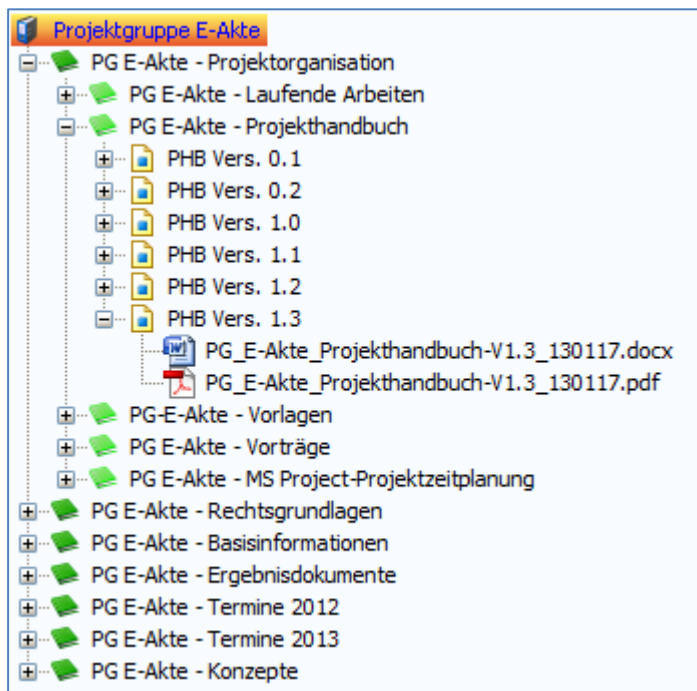 Projektgruppe E-Akte
PG E-Akte - Projektorganisation
PG E-Akte - Laufende Arbeiten
PG E-Akte - Projekthandbuch
PHB Vers. 0.1
PHB Vers. 0.2
PHB Vers. 1.0
PHB Vers. 1.1
PHB Vers. 1.2
PHB Vers. 1.3
PG_E-Akte_Projekthandbuch-V1.3_130117.docx
PG_E-Akte_Projekthandbuch-V1.3_130117.pdf
PG-E-Akte - Vorlagen
PG E-Akte - Vorträge
PG E-Akte - MS Project-Projektzeitplanung
PG E-Akte - Rechtsgrundlagen
PG E-Akte - Basisinformationen
PG E-Akte - Ergebnisdokumente
PG E-Akte - Termine 2012
PG E-Akte - Termine 2013
PG E-Akte - Konzepte